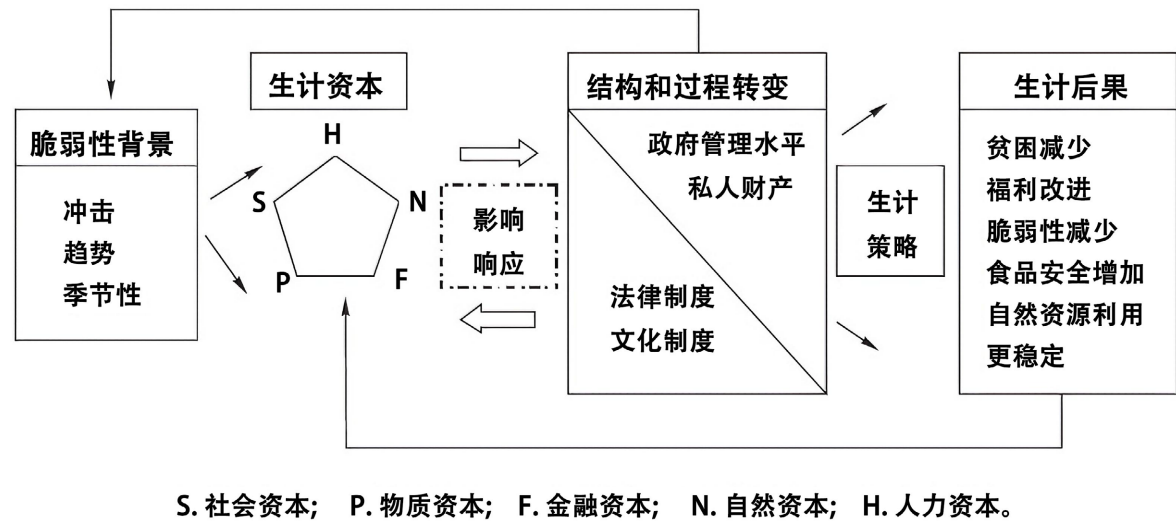 脆弱性背景
冲击
趋势
季节性
生计资本
H
S
N
P
F
影响
响应
结构和过程转变
政府管理水平
私人财产
法律制度
文化制度
生计
策略
生计后果
贫困减少
福利改进
脆弱性减少
食品安全增加
自然资源利用
更稳定
S. 社会资本; P. 物质资本; F. 金融资本; N. 自然资本; H. 人力资本。